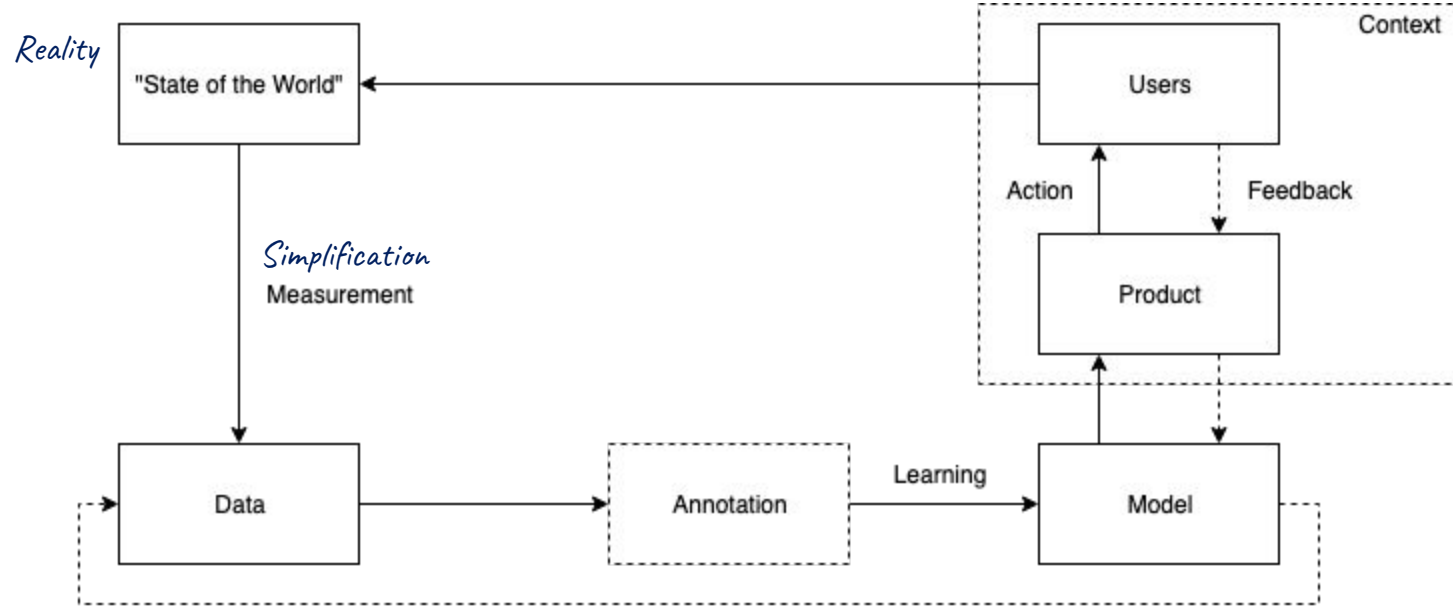 Context
Reality
"State of the World"
Users
Action
Feedback
Simplification
Measurement
Product
Learning
Data
Annotation
Model